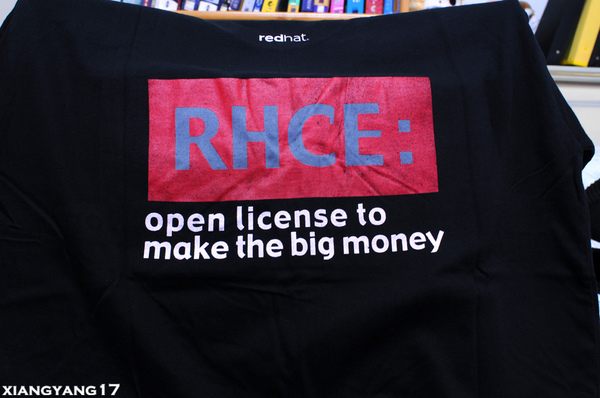 redhat.
RHCE:
open license to
make the big money
XIANGYANG17